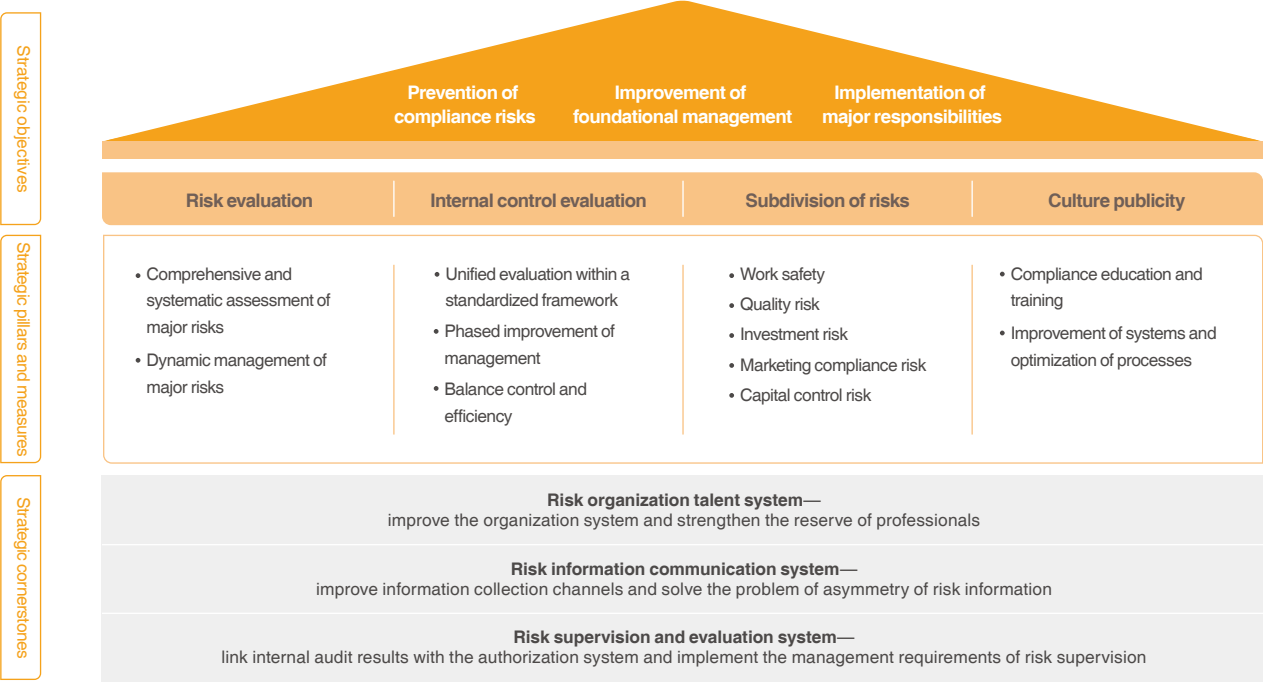 Strategic objectives
Prevention of
compliance risks
Improvement of
foundational management
Implementation of
major responsibilities
Risk evaluation
Internal control evaluation
Subdivision of risks
Culture publicity
Strategic pillars and measures
• Comprehensive and
systematic assessment of
major risks
• Dynamic management of
major risks
• Unified evaluation within a
standardized framework
• Phased improvement of
management
• Balance control and
efficiency
• Work safety
• Quality risk
• Investment risk
• Marketing compliance risk
• Capital control risk
• Compliance education and
training
• Improvement of systems and
optimization of processes
Strategic cornerstones
Risk organization talent system—
improve the organization system and strengthen the reserve of professionals
Risk information communication system—
improve information collection channels and solve the problem of asymmetry of risk information
Risk supervision and evaluation system—
link internal audit results with the authorization system and implement the management requirements of risk supervision